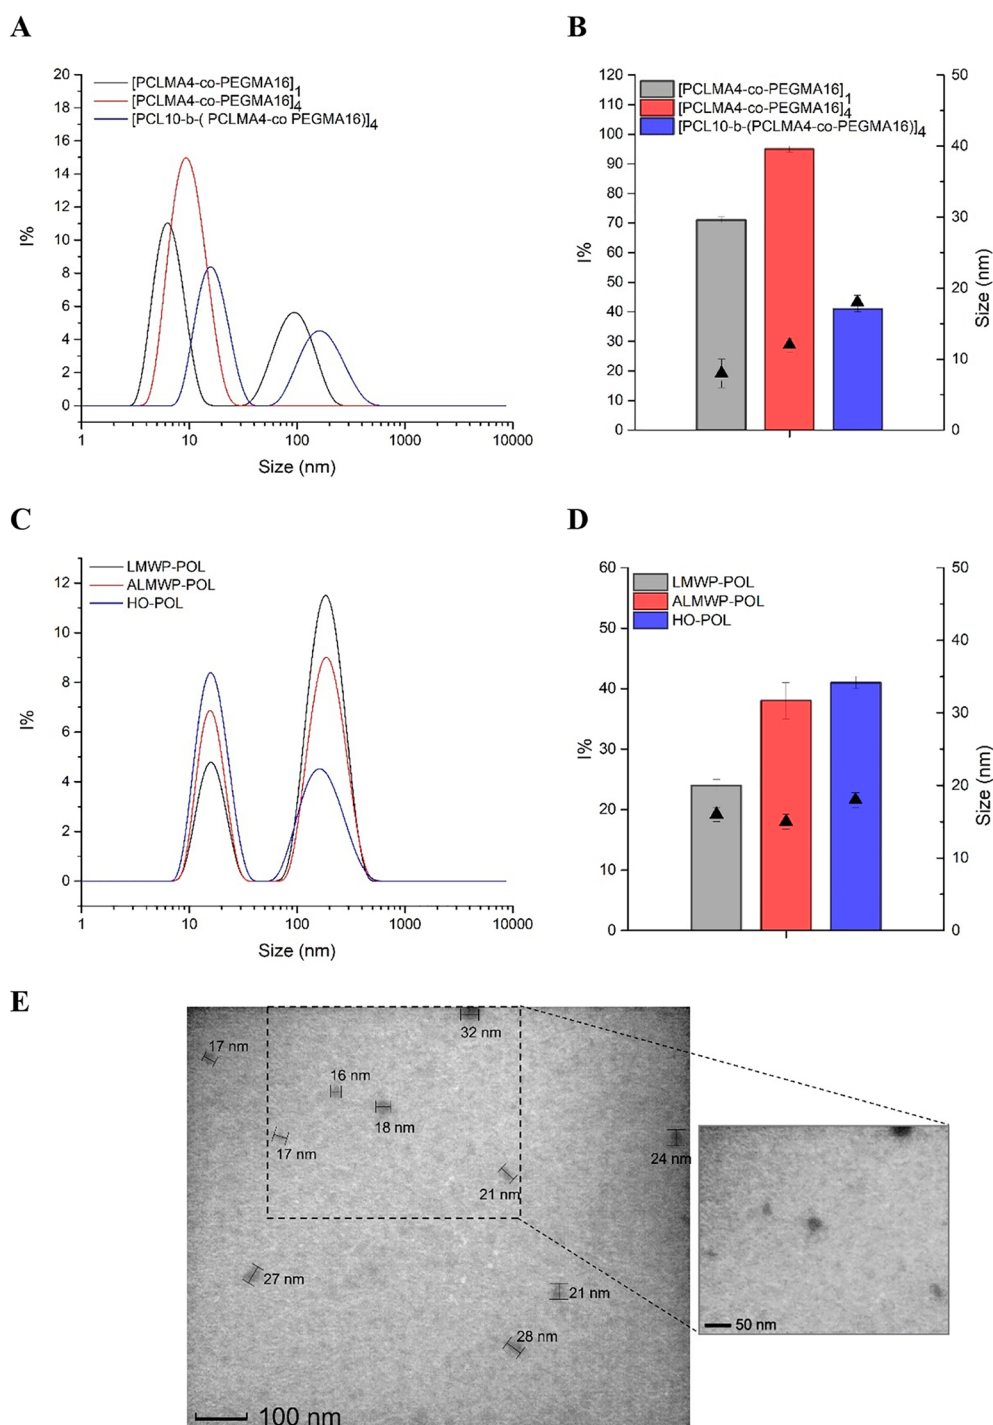 A
B
20
18
16
14
12
10
8
6
4
2
0
I%
[PCLMA4-co-PEGMA16]1
[PCLMA4-co-PEGMA16]4
[PCL10-b-( PCLMA4-co PEGMA16)]4
1
10
100
1000
10000
Size (nm)
120
110
100
90
80
70
60
50
40
30
20
10
0
I%
[PCLMA4-co-PEGMA16]1
[PCLMA4-co-PEGMA16]4
[PCL10-b-(PCLMA4-co-PEGMA16)]4
50
40
30
20
10
0
Size (nm)
C
D
12
10
8
6
4
2
0
I%
LMWP-POL
ALMWP-POL
HO-POL
1
10
100
1000
10000
Size (nm)
60
50
40
30
20
10
0
I%
LMWP-POL
ALMWP-POL
HO-POL
50
40
30
20
10
0
Size (nm)
E
32 nm
17 nm
16 nm
18 nm
17 nm
24 nm
21 nm
27 nm
21 nm
28 nm
100 nm
50 nm